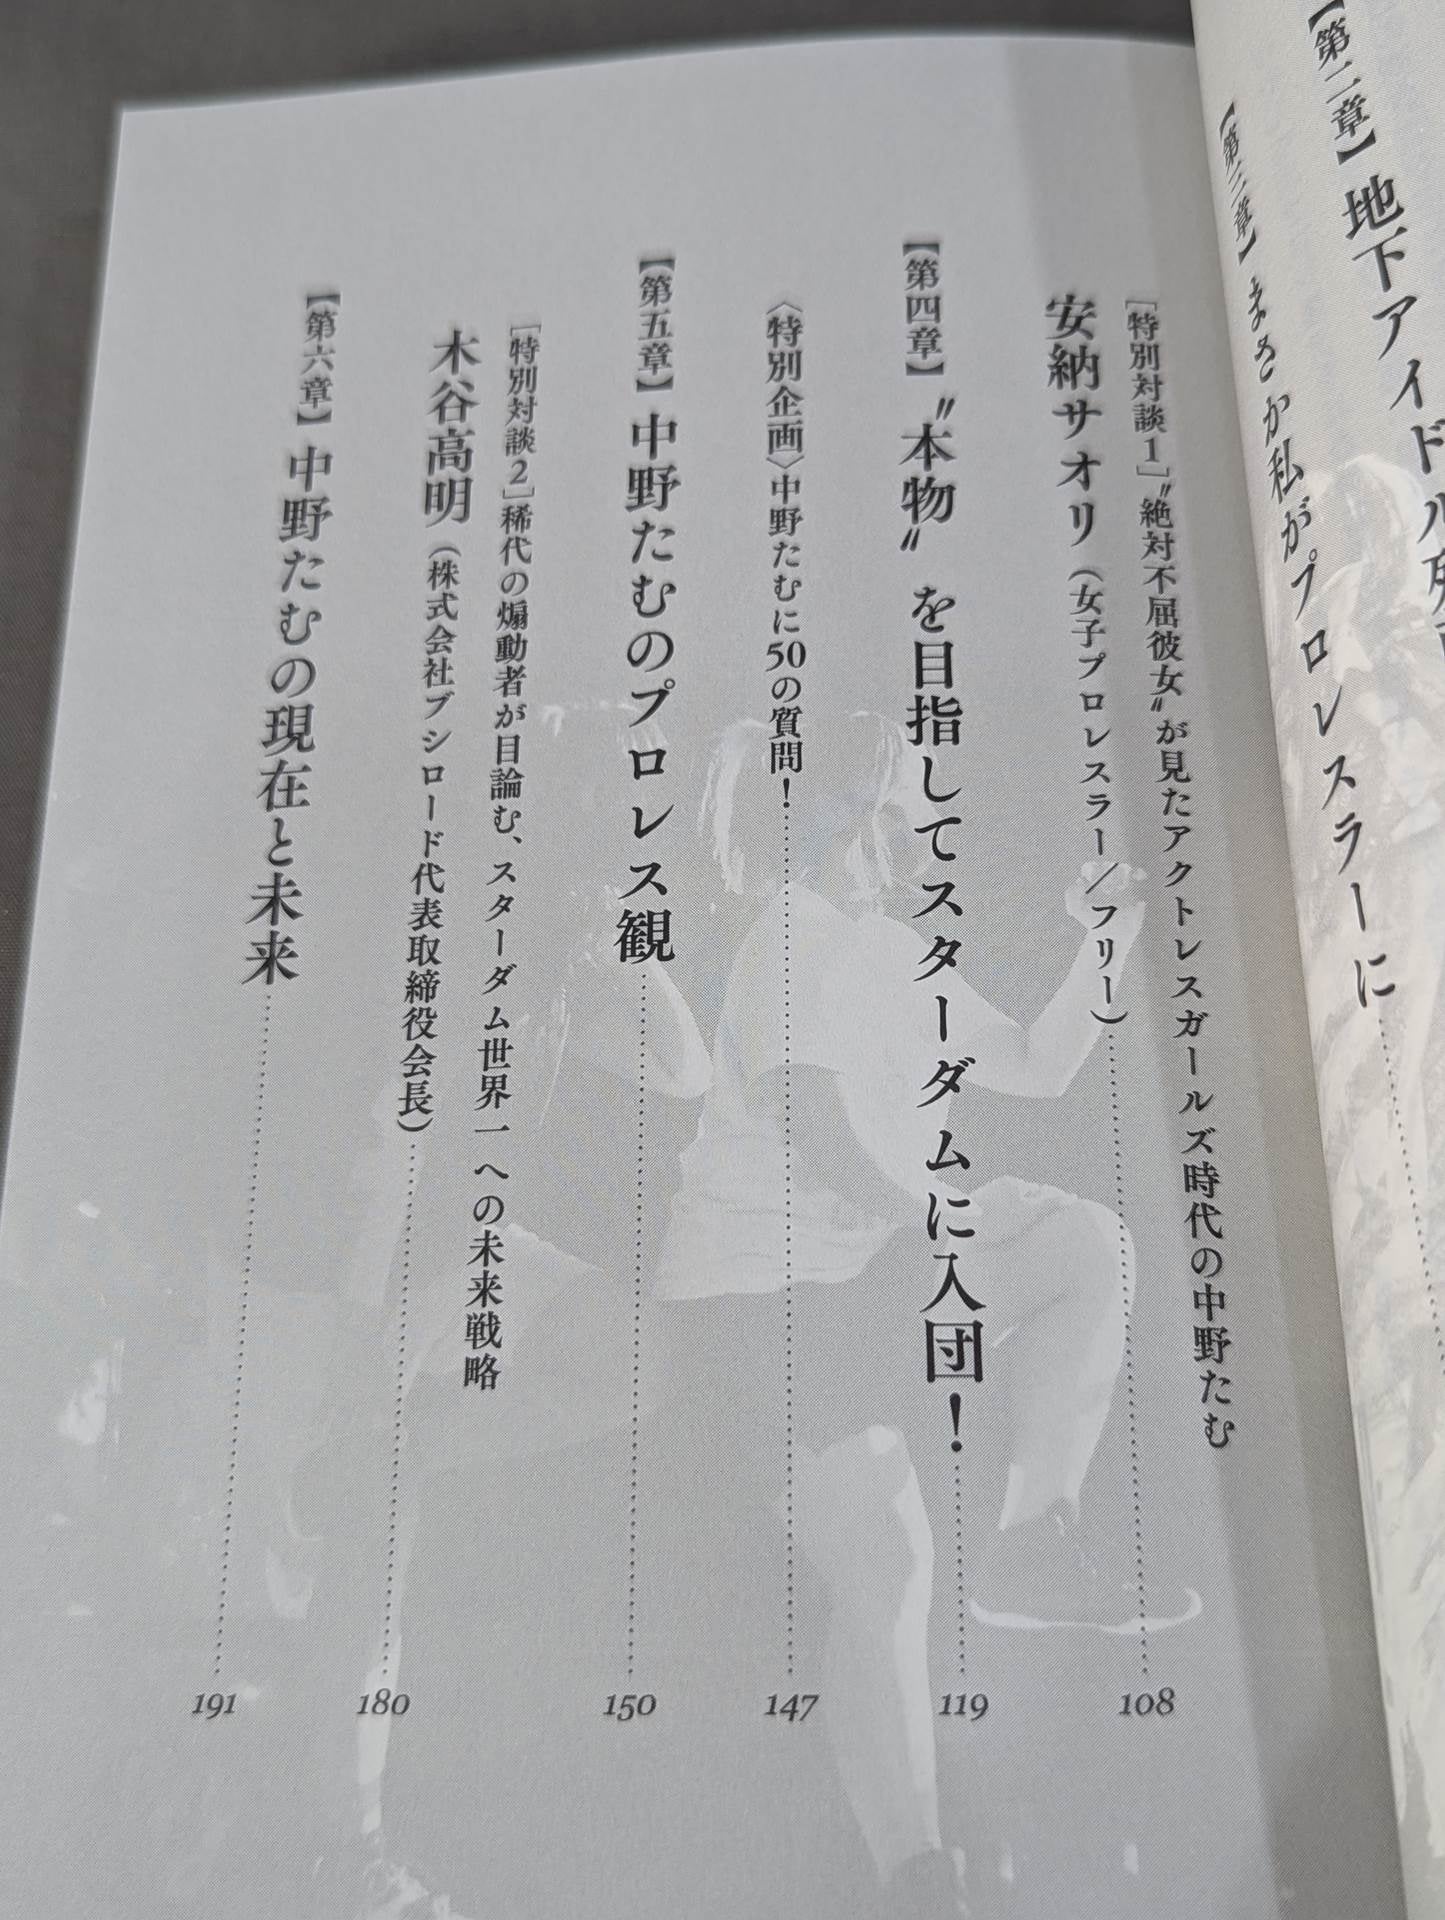 【第二章】地下アイドル
【第三章】まさか私がプロレスラーに
[特別対談1]〝絶対不屈彼女〟が見たアクトレスガールズ時代の中野たむ
安納サオリ(女子プロレスラー/フリー) 108
【第四章】〝本物〟を目指してスターダムに入団! 119
〈特別企画〉中野たむに50の質問! 147
【第五章】中野たむのプロレス観 150
[特別対談2]稀代の煽動者が目論む、スターダム世界一への未来戦略
木谷高明(株式会社ブシロード代表取締役会長) 180
【第六章】中野たむの現在と未来 191